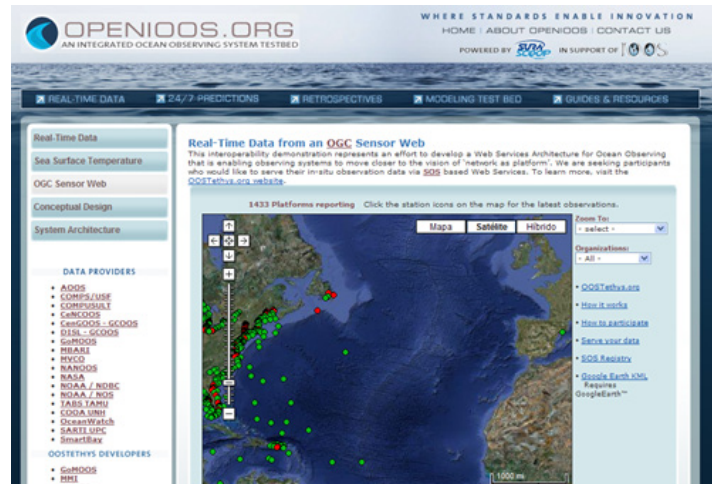 WHERE STANDARDS ENABLE INNOVATION
OPENIOOS.ORG
AN INTEGRATED OCEAN OBSERVING SYSTEM TESTBED
HOME | ABOUT OPENIOOS | CONTACT US
POWERED BY SURA SCOOP IN SUPPORT OF IOOS
REAL-TIME DATA
24/7 PREDICTIONS
RETROSPECTIVES
MODELING TEST BED
GUIDES & RESOURCES
Real-Time Data
Sea Surface Temperature
OGC Sensor Web
Conceptual Design
System Architecture
DATA PROVIDERS
AOOS
COMPS/USF
COMPUSULT
CeNCOOS
CenGOOS - GCOOS
DISL - GCOOS
GoMOOS
MBARI
MVCO
NANOOS
NASA
NOAA / NDBC
NOAA / NOS
TABS TAMU
COOA UNH
OceanWatch
SARTI UPC
SmartBay
OOSTETHYS DEVELOPERS
GoMOOS
MMI
Real-Time Data from an OGC Sensor Web
This interoperability demonstration represents an effort to develop a Web Services Architecture for Ocean Observing
that is enabling observing systems to move closer to the vision of 'network as platform'. We are seeking participants
who would like to serve their in-situ observation data via SOS based Web Services. To learn more, visit the
OOSTethys.org website.
1433 Platforms reporting Click the station icons on the map for the latest observations.
Mapa
Satélite
Híbrido
1000 mi
Zoom To:
- select -
Organizations:
- All -
OOSTethys.org
How it works
How to participate
Serve your data
SOS Registry
Google Earth KML
Requires
GoogleEarth™